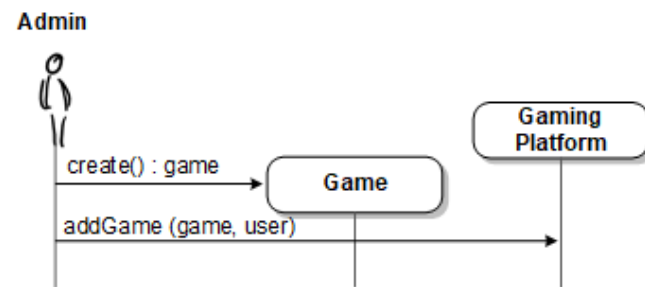 Admin
Gaming
Platform
create() : game
Game
addGame (game, user)